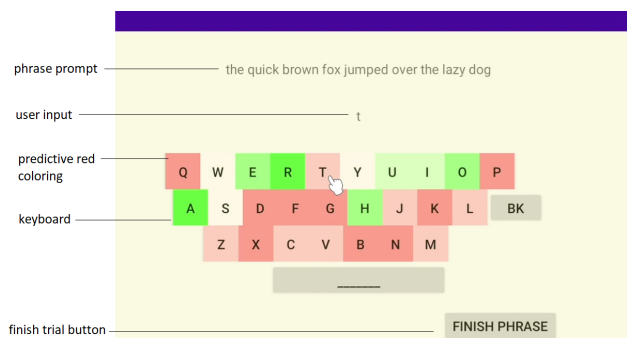 phrase prompt
the quick brown fox jumped over the lazy dog
user input
t
predictive red
coloring
Q W E R T Y U I O P
keyboard
A S D F G H J K L BK
Z X C V B N M
_______
finish trial button
FINISH PHRASE